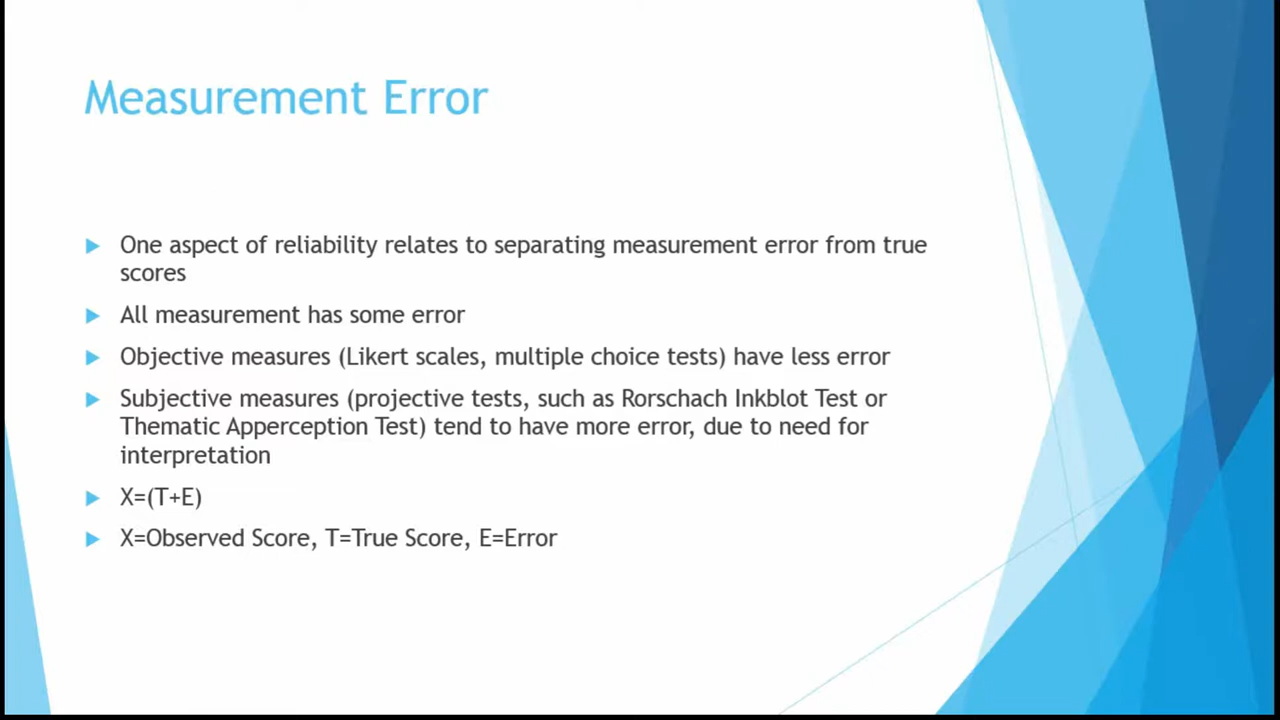 Measurement Error
One aspect of reliability relates to separating measurement error from true
scores
All measurement has some error
Objective measures (Likert scales, multiple choice tests) have less error
Subjective measures (projective tests, such as Rorschach Inkblot Test or
Thematic Apperception Test) tend to have more error, due to need for
interpretation
X=(T+E)
X=Observed Score, T=True Score, E=Error